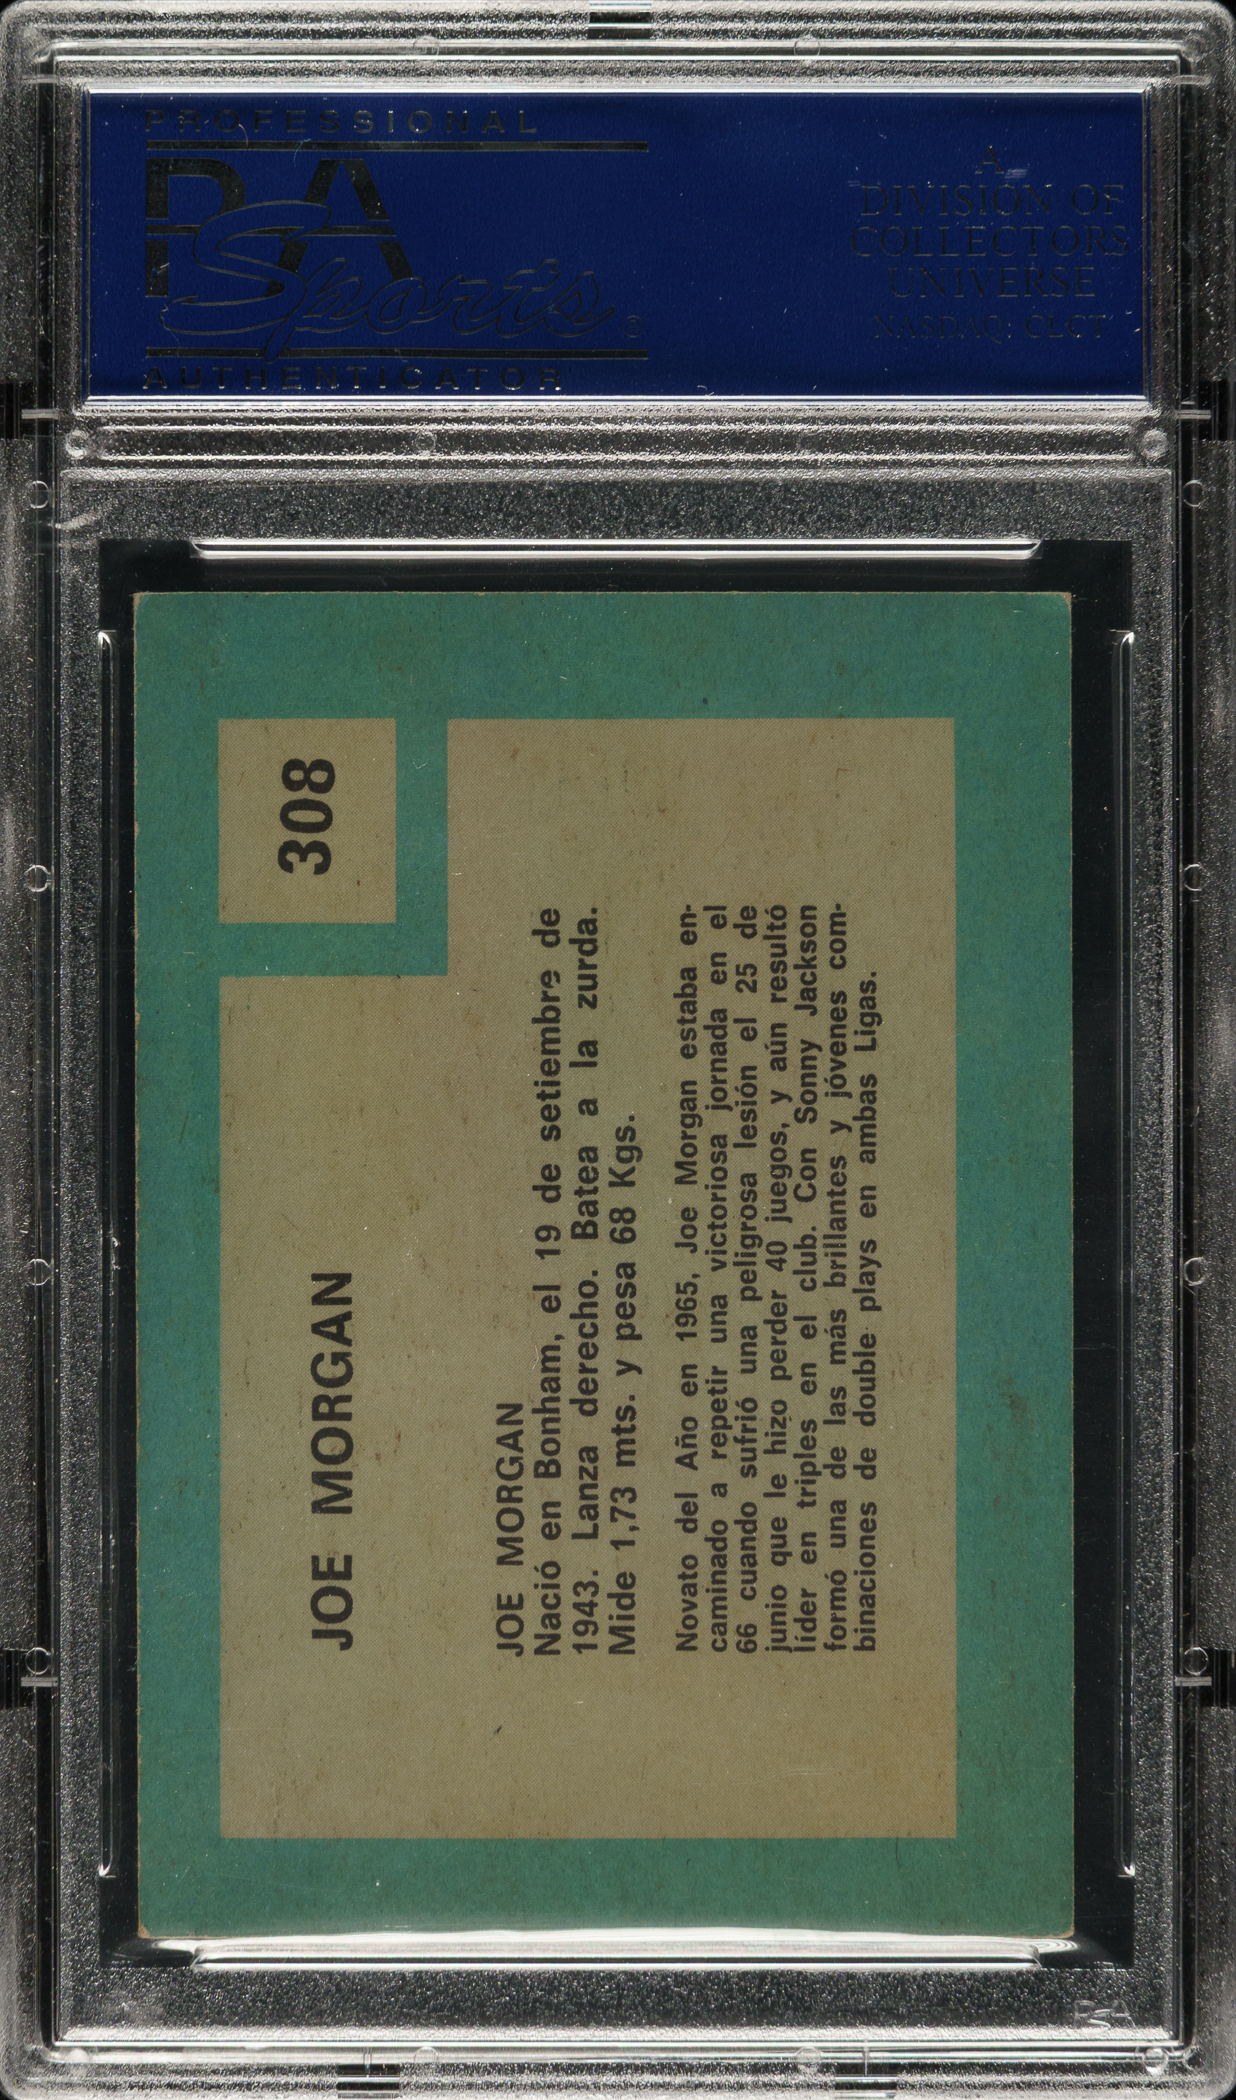 PROFESSIONAL
PSA
Sports
AUTHENTICATOR
A
DIVISION OF
COLLECTORS
UNIVERSE
NASDAQ: CLCT
308
JOE MORGAN
JOE MORGAN
Nació en Bonham, el 19 de setiembre de
1943. Lanza derecho. Batea a la zurda.
Mide 1,73 mts. y pesa 68 Kgs.
Novato del Año en 1965, Joe Morgan estaba en-
caminado a repetir una victoriosa jornada en el
66 cuando sufrió una peligrosa lesión el 25 de
junio que le hizo perder 40 juegos, y aún resultó
líder en triples en el club. Con Sonny Jackson
formó una de las más brillantes y jóvenes com-
binaciones de double plays en ambas Ligas.
PSA